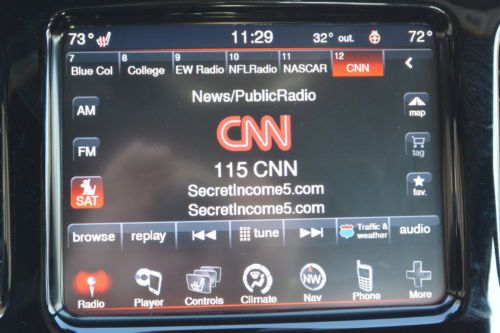 73° 11:29 32° out. 72°
7 8 9 10 11 12
Blue Col College EW Radio NFLRadio NASCAR CNN
News/PublicRadio
AM
map
CNN
FM
tag
115 CNN
SecretIncome5.com
SAT
fav.
SecretIncome5.com
browse replay tune Traffic & weather audio
NW
Radio Player Controls Climate Nav Phone More